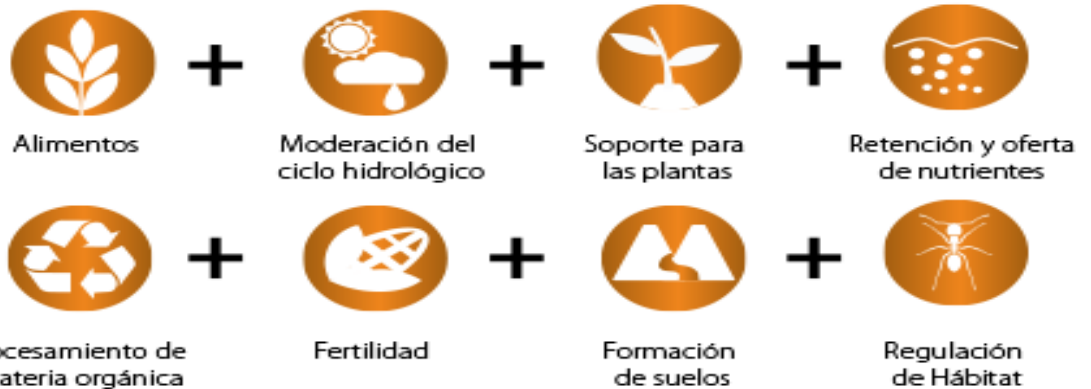 Alimentos
Moderación del
ciclo hidrológico
Soporte para
las plantas
Retención y oferta
de nutrientes
ocesamiento de
ateria orgánica
Fertilidad
Formación
de suelos
Regulación
de Hábitat